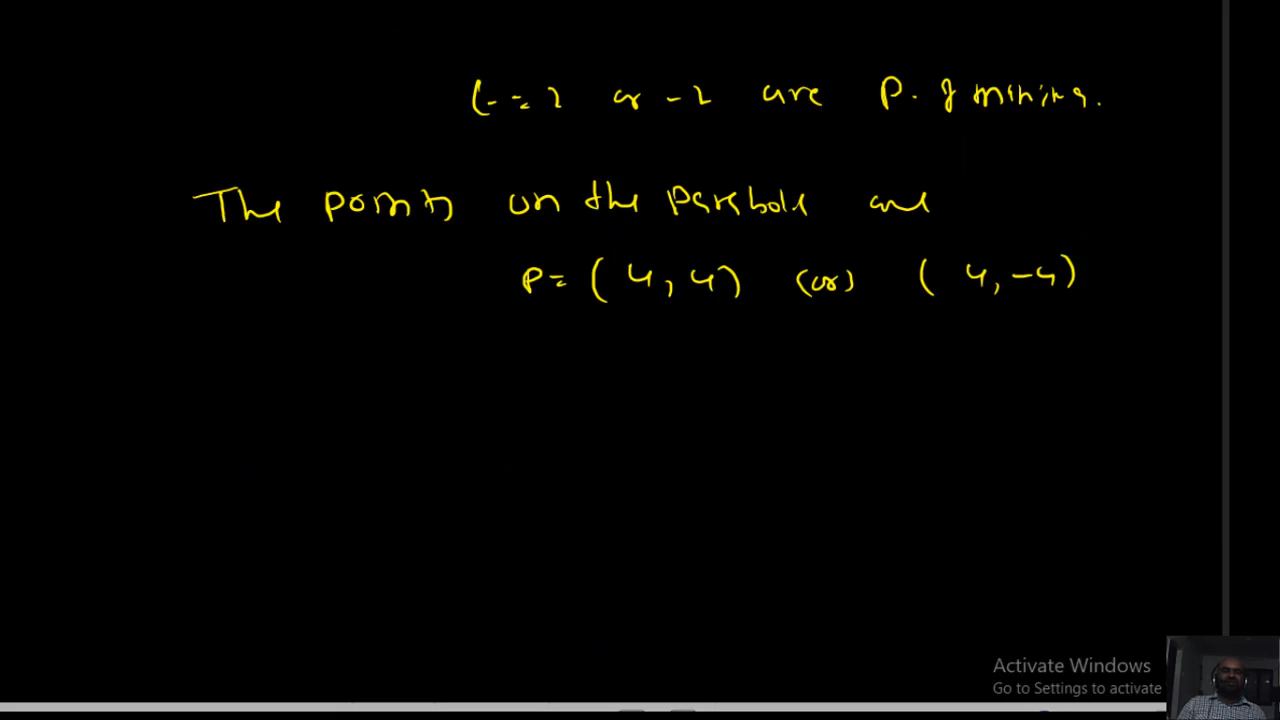 t = 2 or -2 are P. of minima.
The points on the parabola are
P = ( 4, 4 ) (or) ( 4, -4 )
Activate Windows
Go to Settings to activate